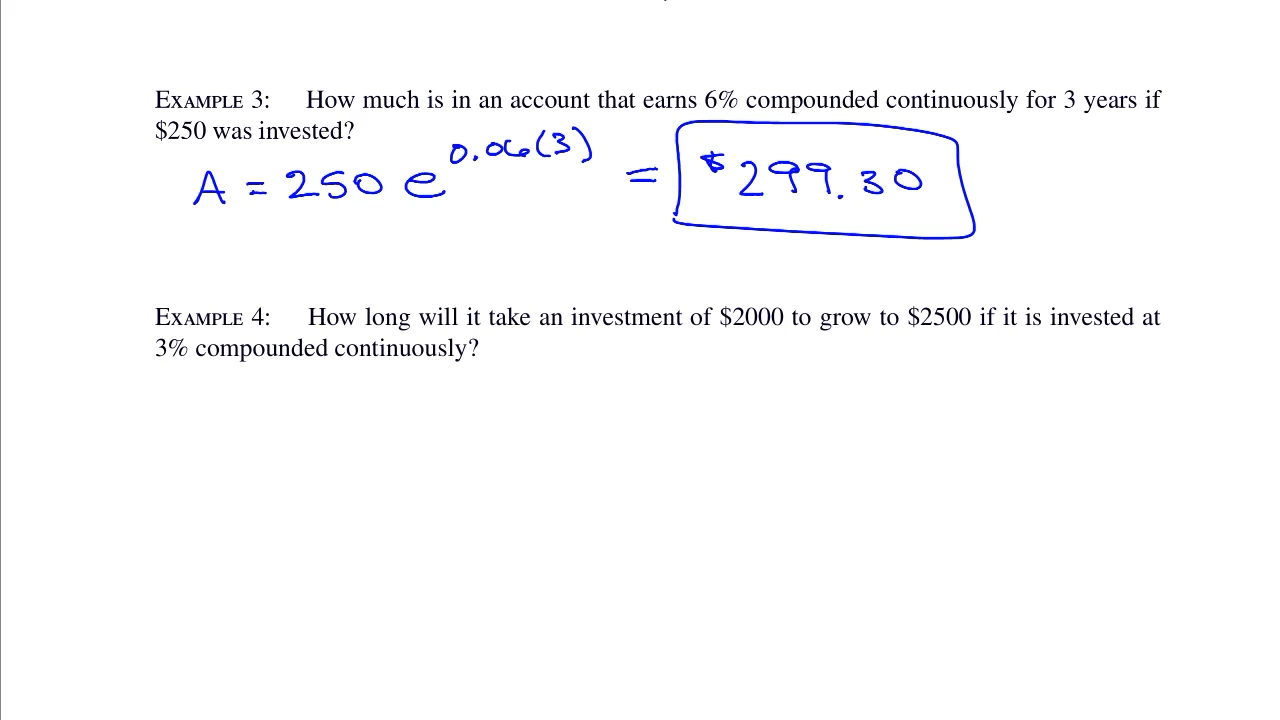 EXAMPLE 3: How much is in an account that earns 6% compounded continuously for 3 years if
$250 was invested?
A = 250 e^0.06(3) = $299.30
EXAMPLE 4: How long will it take an investment of $2000 to grow to $2500 if it is invested at
3% compounded continuously?